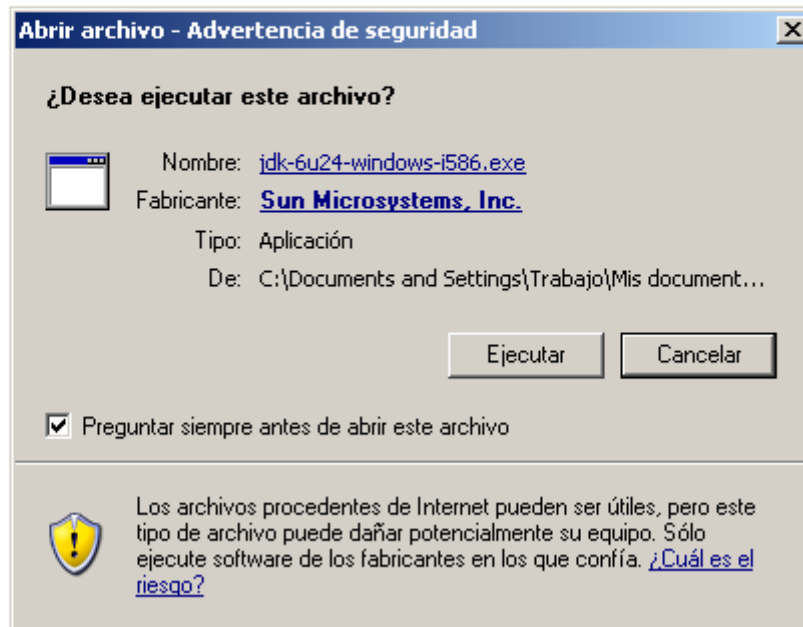 Abrir archivo - Advertencia de seguridad
¿Desea ejecutar este archivo?
Nombre: jdk-6u24-windows-i586.exe
Fabricante: Sun Microsystems, Inc.
Tipo: Aplicación
De: C:\Documents and Settings\Trabajo\Mis document...
Ejecutar Cancelar
Preguntar siempre antes de abrir este archivo
Los archivos procedentes de Internet pueden ser útiles, pero este
tipo de archivo puede dañar potencialmente su equipo. Sólo
ejecute software de los fabricantes en los que confía. ¿Cuál es el
riesgo?